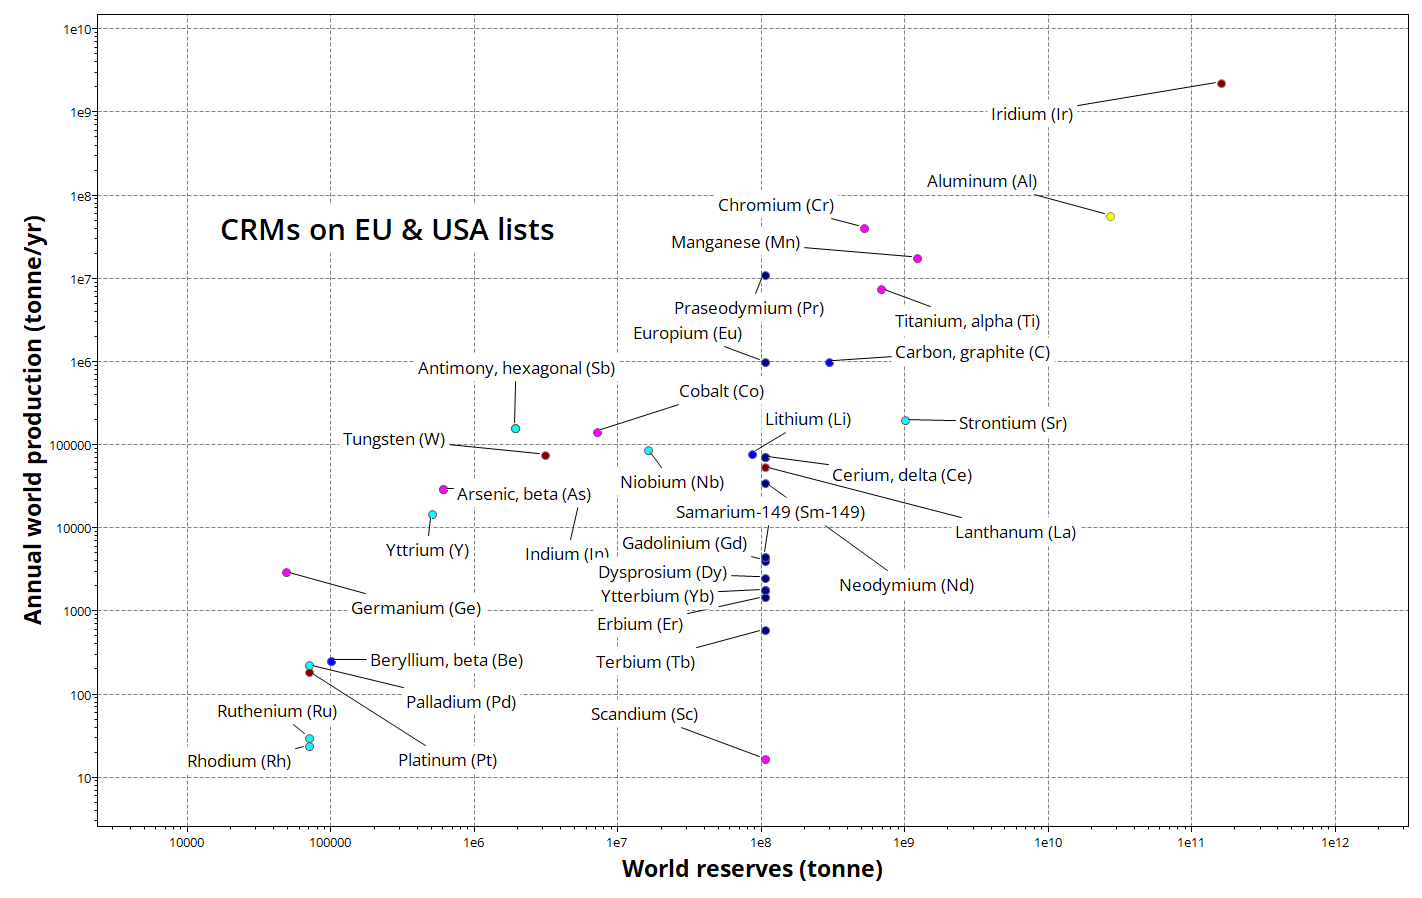 1e10
1e9
1e8
1e7
1e6
100000
10000
1000
100
10
Annual world production (tonne/yr)
CRMs on EU & USA lists
Iridium (Ir)
Aluminum (Al)
Chromium (Cr)
Manganese (Mn)
Praseodymium (Pr)
Titanium, alpha (Ti)
Europium (Eu)
Carbon, graphite (C)
Antimony, hexagonal (Sb)
Cobalt (Co)
Lithium (Li)
Strontium (Sr)
Tungsten (W)
Niobium (Nb)
Cerium, delta (Ce)
Arsenic, beta (As)
Samarium-149 (Sm-149)
Lanthanum (La)
Yttrium (Y)
Indium (In)
Gadolinium (Gd)
Dysprosium (Dy)
Neodymium (Nd)
Ytterbium (Yb)
Germanium (Ge)
Erbium (Er)
Beryllium, beta (Be)
Terbium (Tb)
Palladium (Pd)
Ruthenium (Ru)
Scandium (Sc)
Rhodium (Rh)
Platinum (Pt)
10000
100000
1e6
1e7
1e8
1e9
1e10
1e11
1e12
World reserves (tonne)